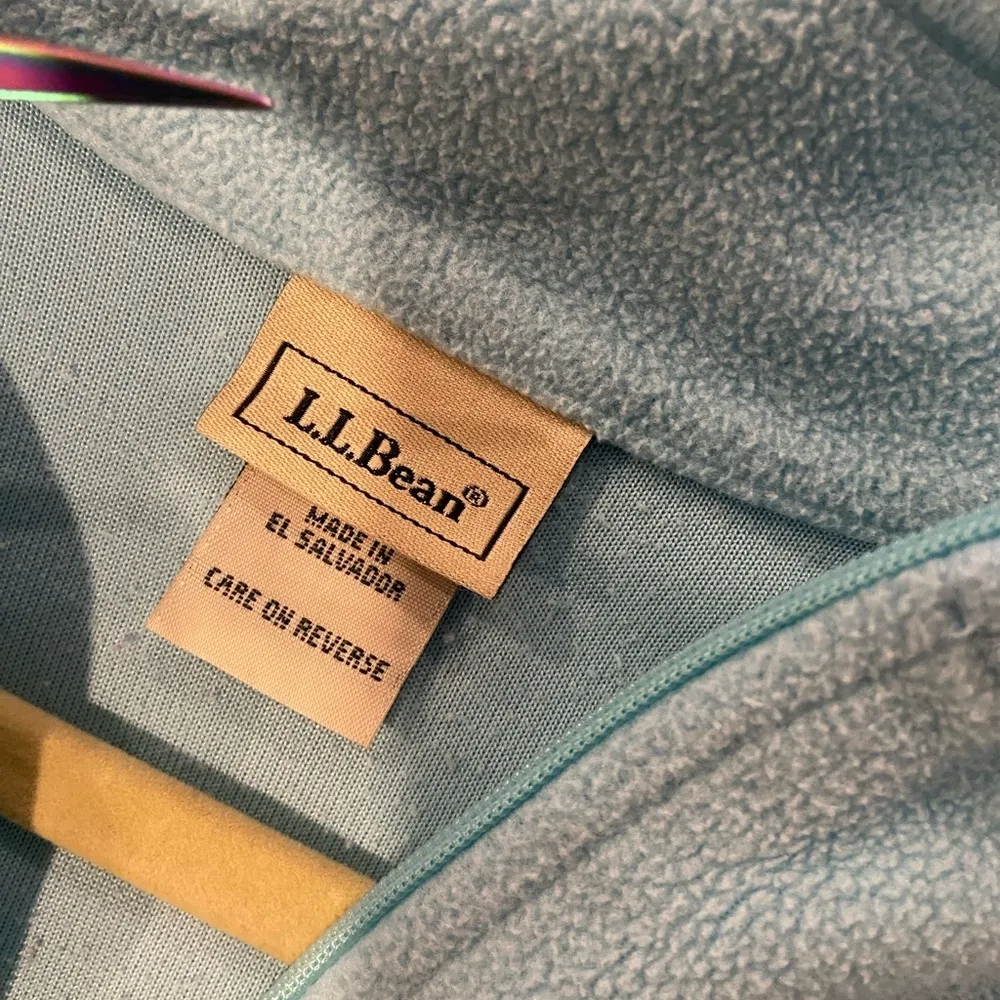 L.L.Bean®
MADE IN
EL SALVADOR
CARE ON REVERSE